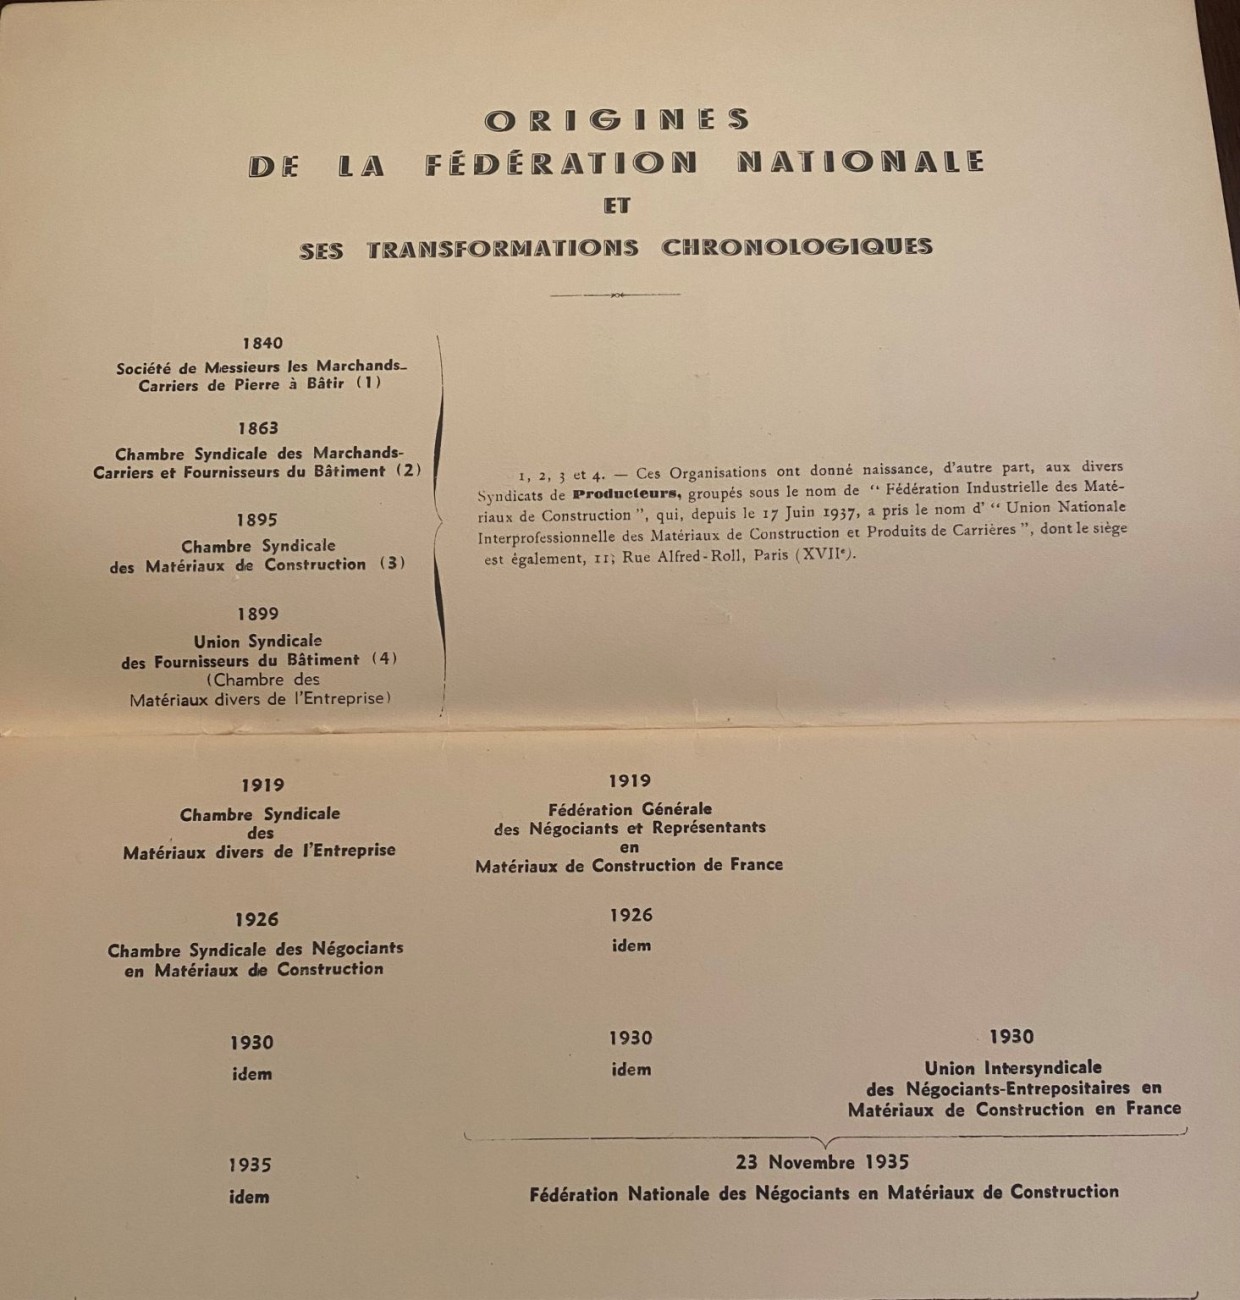 ORIGINES
DE LA FÉDÉRATION NATIONALE
ET
SES TRANSFORMATIONS CHRONOLOGIQUES
1840
Société de Messieurs les Marchands-
Carriers de Pierre à Bâtir (1)
1863
Chambre Syndicale des Marchands-
Carriers et Fournisseurs du Bâtiment (2)
1895
Chambre Syndicale
des Matériaux de Construction (3)
1899
Union Syndicale
des Fournisseurs du Bâtiment (4)
(Chambre des
Matériaux divers de l'Entreprise)
1, 2, 3 et 4. — Ces Organisations ont donné naissance, d'autre part, aux divers
Syndicats de Producteurs, groupés sous le nom de “ Fédération Industrielle des Maté-
riaux de Construction ”, qui, depuis le 17 Juin 1937, a pris le nom d' “ Union Nationale
Interprofessionnelle des Matériaux de Construction et Produits de Carrières ”, dont le siège
est également, 11; Rue Alfred-Roll, Paris (XVIIe).
1919
Chambre Syndicale
des
Matériaux divers de l'Entreprise
1919
Fédération Générale
des Négociants et Représentants
en
Matériaux de Construction de France
1926
Chambre Syndicale des Négociants
en Matériaux de Construction
1926
idem
1930
idem
1930
idem
1930
Union Intersyndicale
des Négociants-Entrepositaires en
Matériaux de Construction en France
1935
idem
23 Novembre 1935
Fédération Nationale des Négociants en Matériaux de Construction